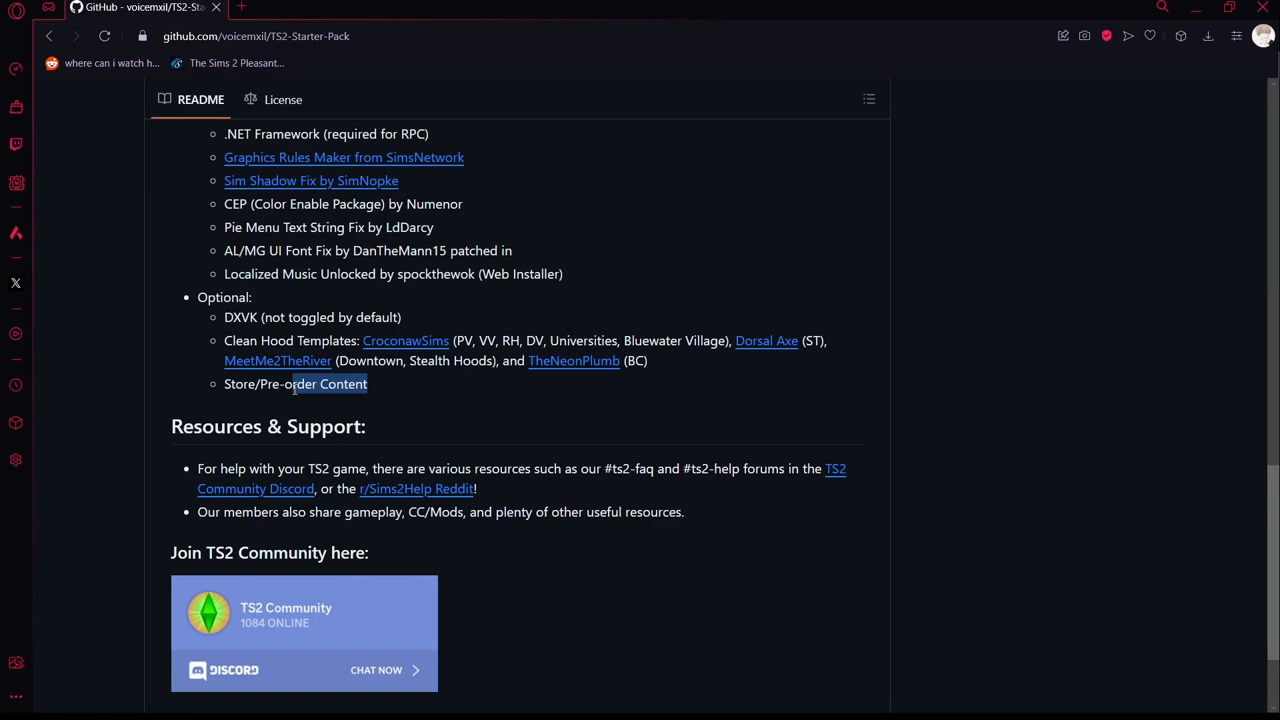 GitHub - voicemxil/TS2-Sta
github.com/voicemxil/TS2-Starter-Pack
where can i watch h...
The Sims 2 Pleasant...
README
License
.NET Framework (required for RPC)
Graphics Rules Maker from SimsNetwork
Sim Shadow Fix by SimNopke
CEP (Color Enable Package) by Numenor
Pie Menu Text String Fix by LdDarcy
AL/MG UI Font Fix by DanTheMann15 patched in
Localized Music Unlocked by spockthewok (Web Installer)
Optional:
DXVK (not toggled by default)
Clean Hood Templates: CroconawSims (PV, VV, RH, DV, Universities, Bluewater Village), Dorsal Axe (ST),
MeetMe2TheRiver (Downtown, Stealth Hoods), and TheNeonPlumb (BC)
Store/Pre-order Content
Resources & Support:
For help with your TS2 game, there are various resources such as our #ts2-faq and #ts2-help forums in the TS2
Community Discord, or the r/Sims2Help Reddit!
Our members also share gameplay, CC/Mods, and plenty of other useful resources.
Join TS2 Community here:
TS2 Community
1084 ONLINE
DISCORD
CHAT NOW